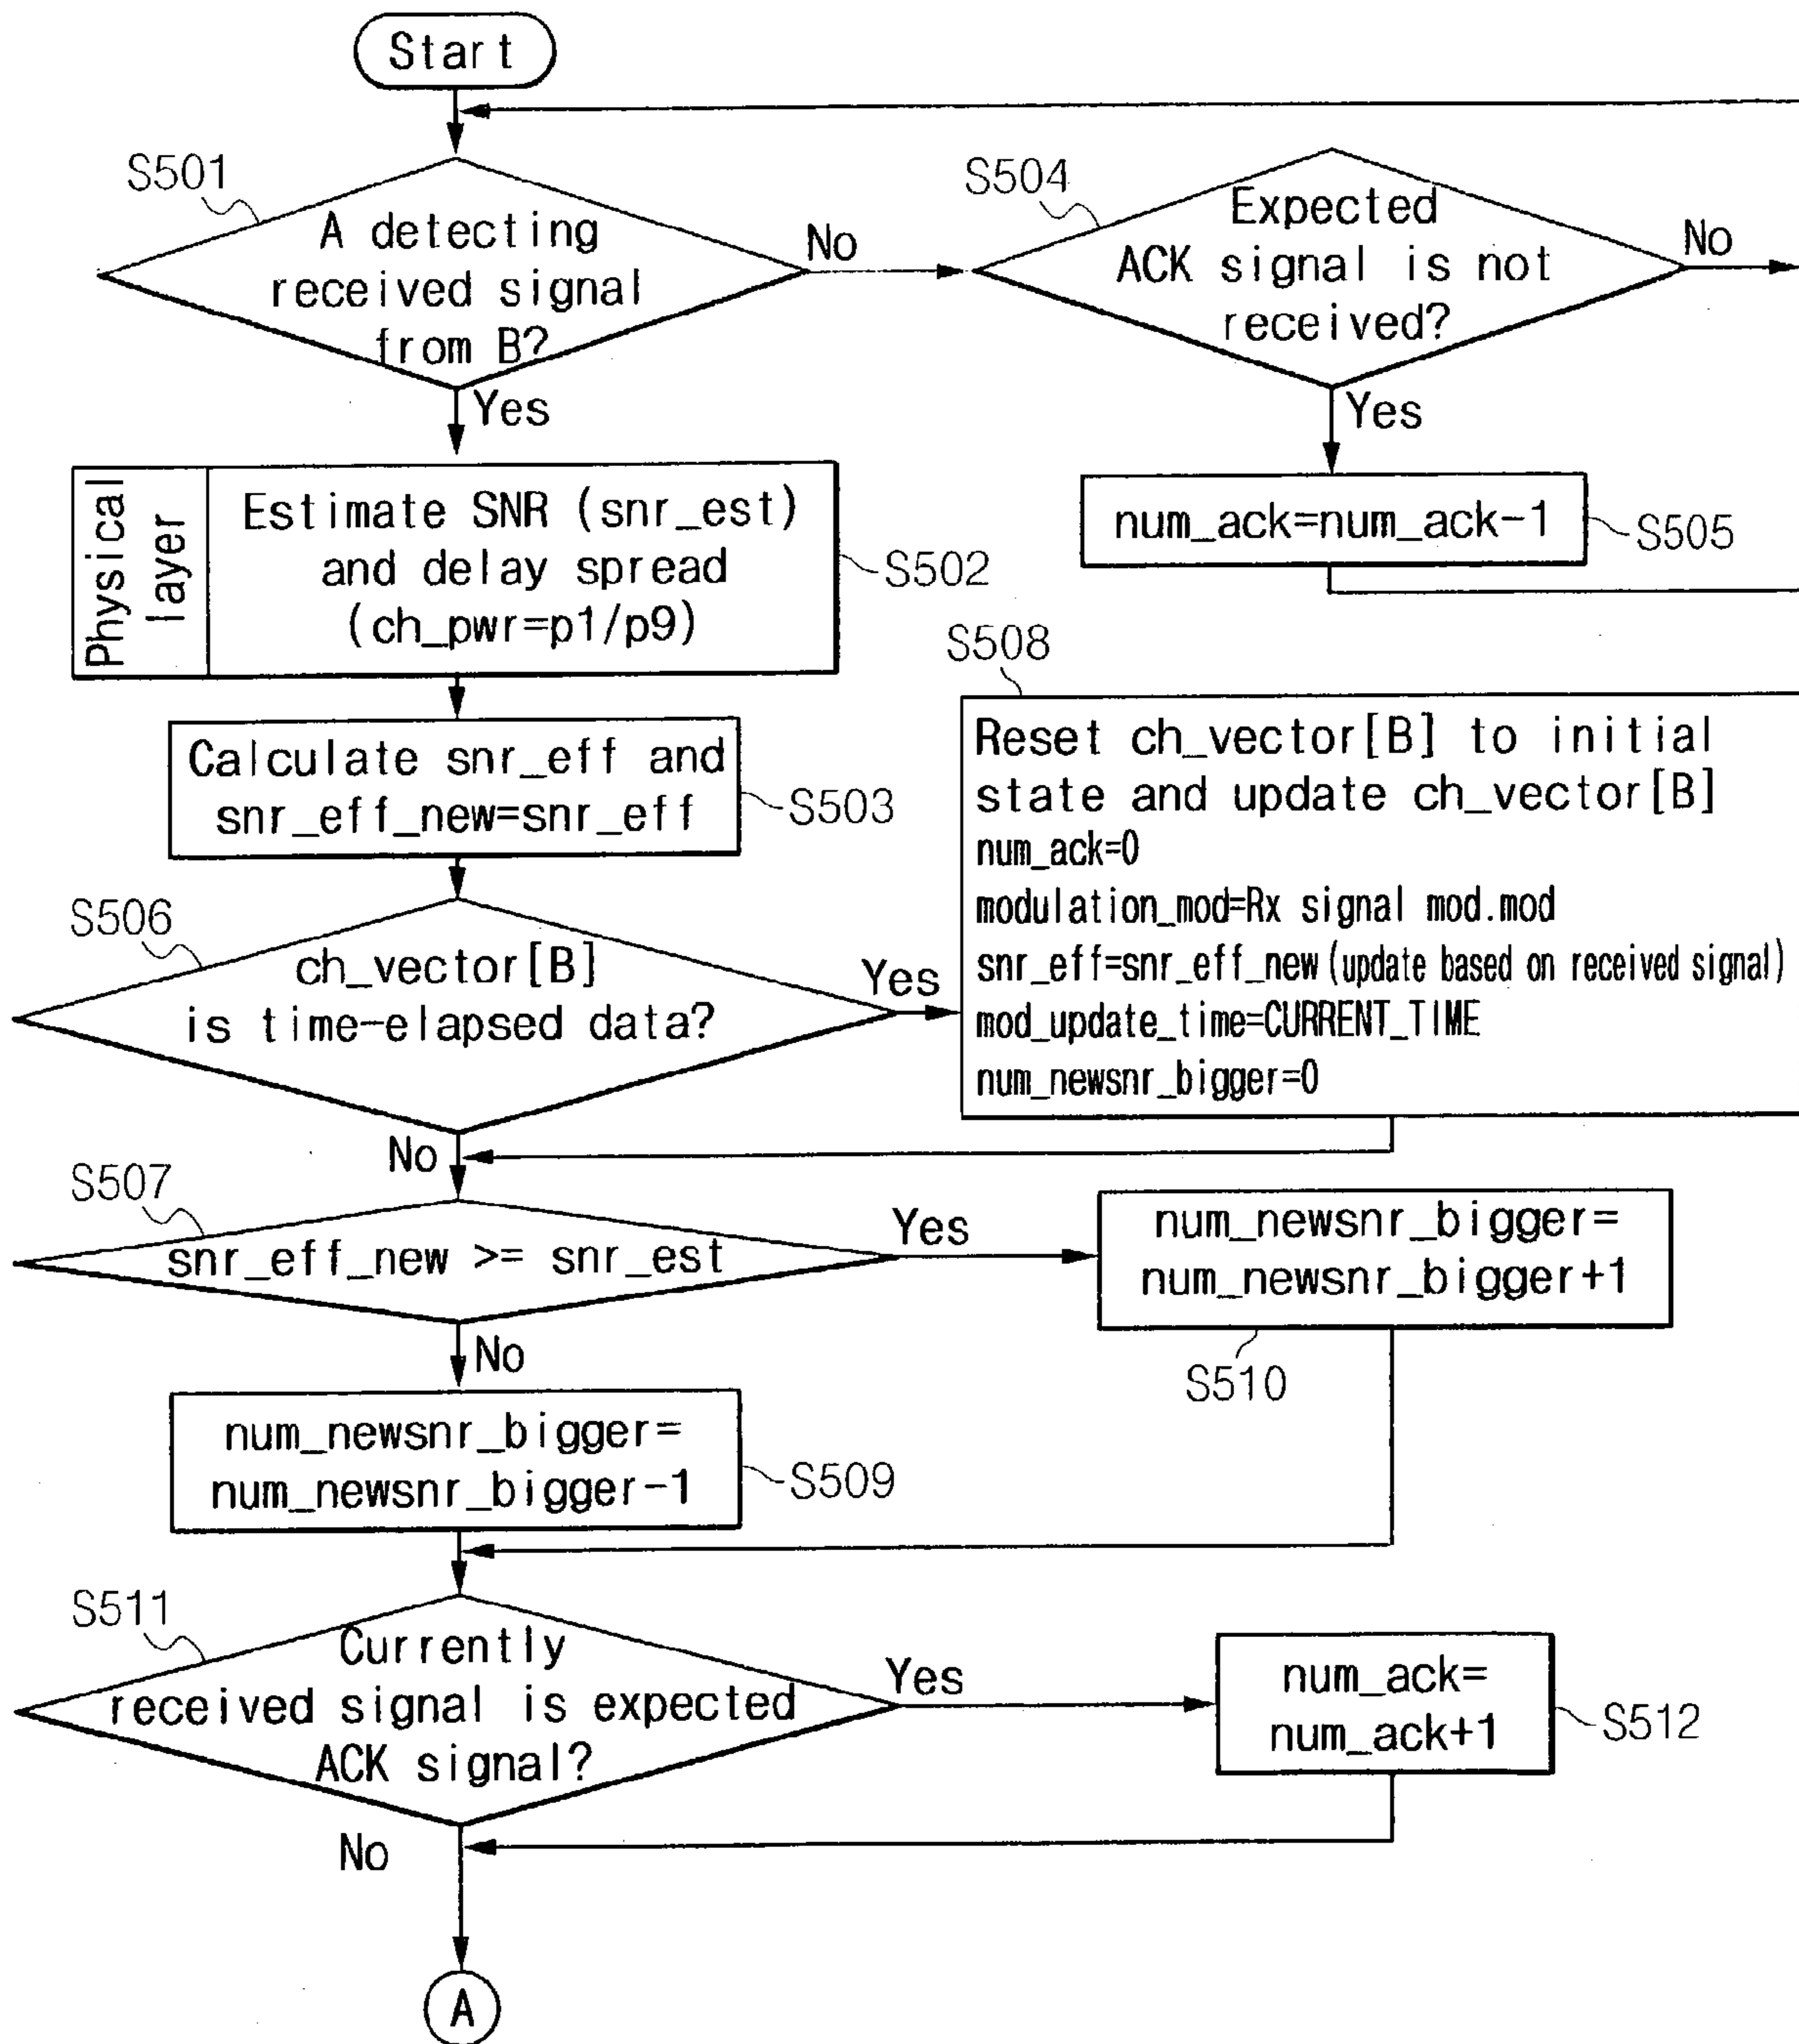 Start
S501
A detecting
received signal
from B?
No
Yes
S504
Expected
ACK signal is not
received?
No
Yes
Physical
layer
Estimate SNR (snr_est)
and delay spread
(ch_pwr=p1/p9)
S502
num_ack=num_ack-1
S505
Calculate snr_eff and
snr_eff_new=snr_eff
S503
S508
Reset ch_vector[B] to initial
state and update ch_vector[B]
num_ack=0
modulation_mod=Rx signal mod.mod
snr_eff=snr_eff_new (update based on received signal)
mod_update_time=CURRENT_TIME
num_newsnr_bigger=0
S506
ch_vector[B]
is time-elapsed data?
Yes
No
S507
snr_eff_new >= snr_est
Yes
No
num_newsnr_bigger=
num_newsnr_bigger+1
S510
num_newsnr_bigger=
num_newsnr_bigger-1
S509
S511
Currently
received signal is expected
ACK signal?
Yes
No
num_ack=
num_ack+1
S512
A